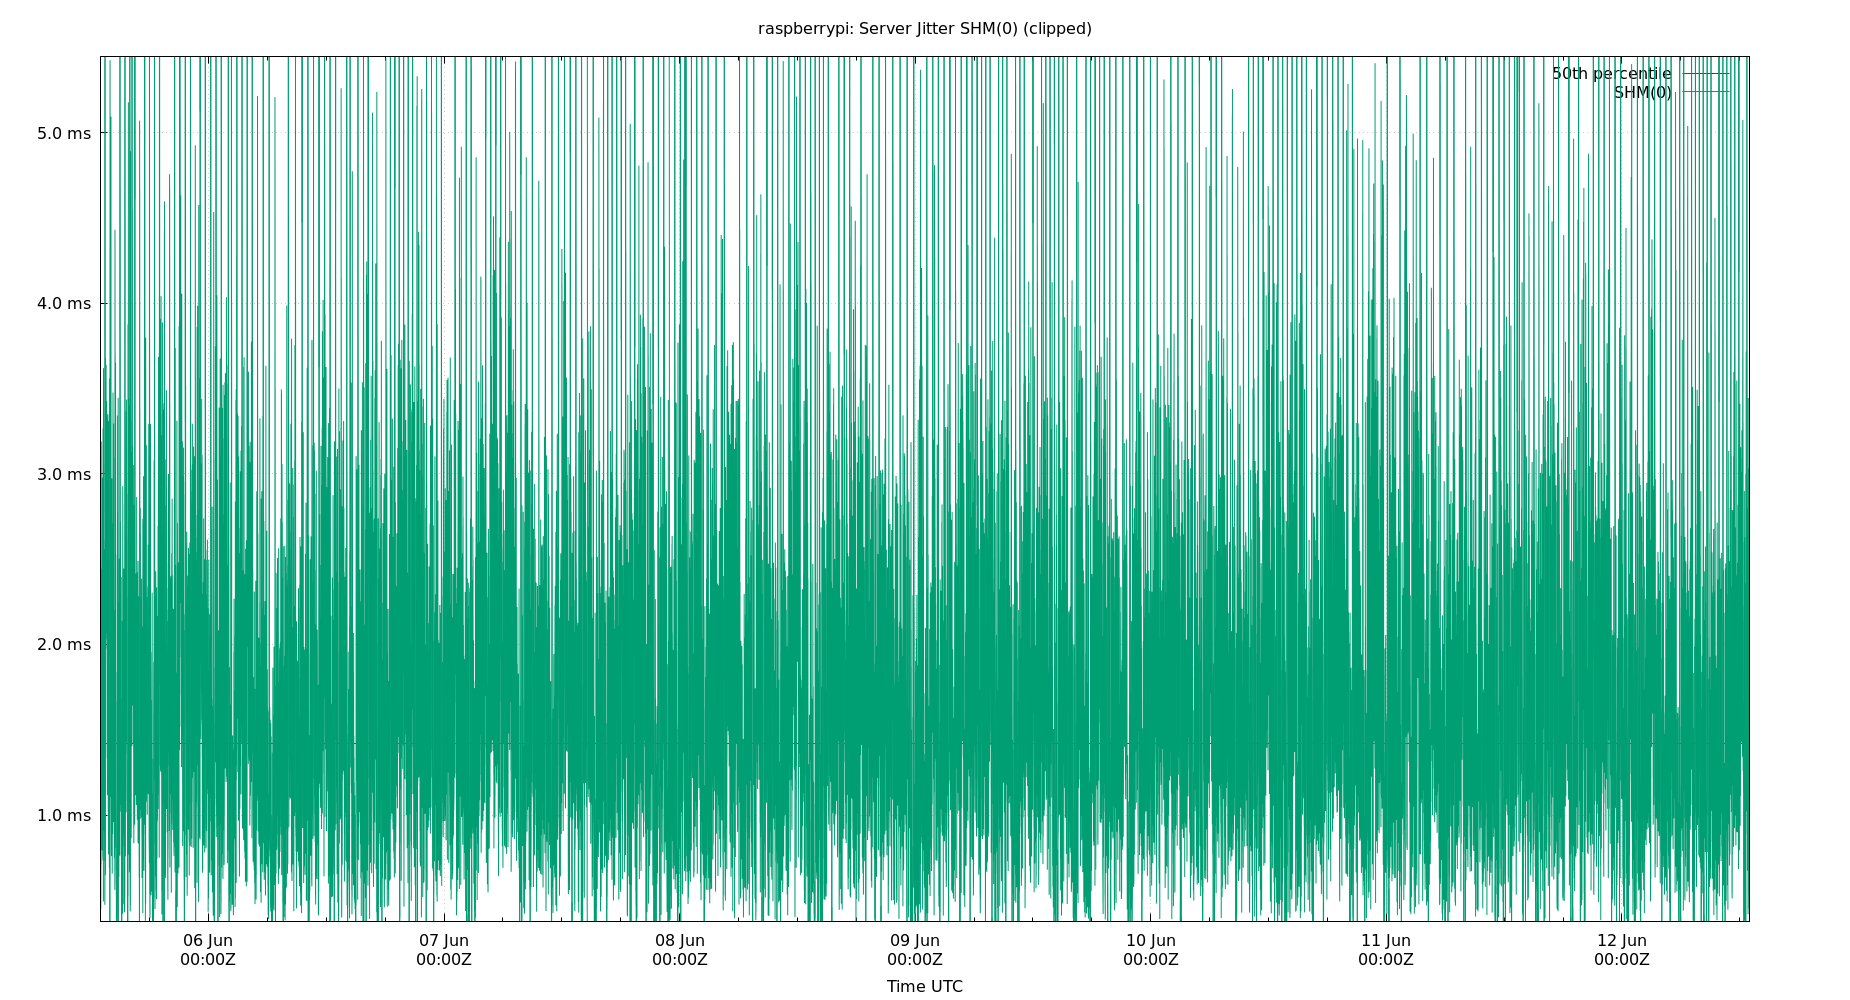 raspberrypi: Server Jitter SHM(0) (clipped)
50th percentile
SHM(0)
5.0 ms
4.0 ms
3.0 ms
2.0 ms
1.0 ms
06 Jun 07 Jun 08 Jun 09 Jun 10 Jun 11 Jun 12 Jun
00:00Z 00:00Z 00:00Z 00:00Z 00:00Z 00:00Z 00:00Z
Time UTC